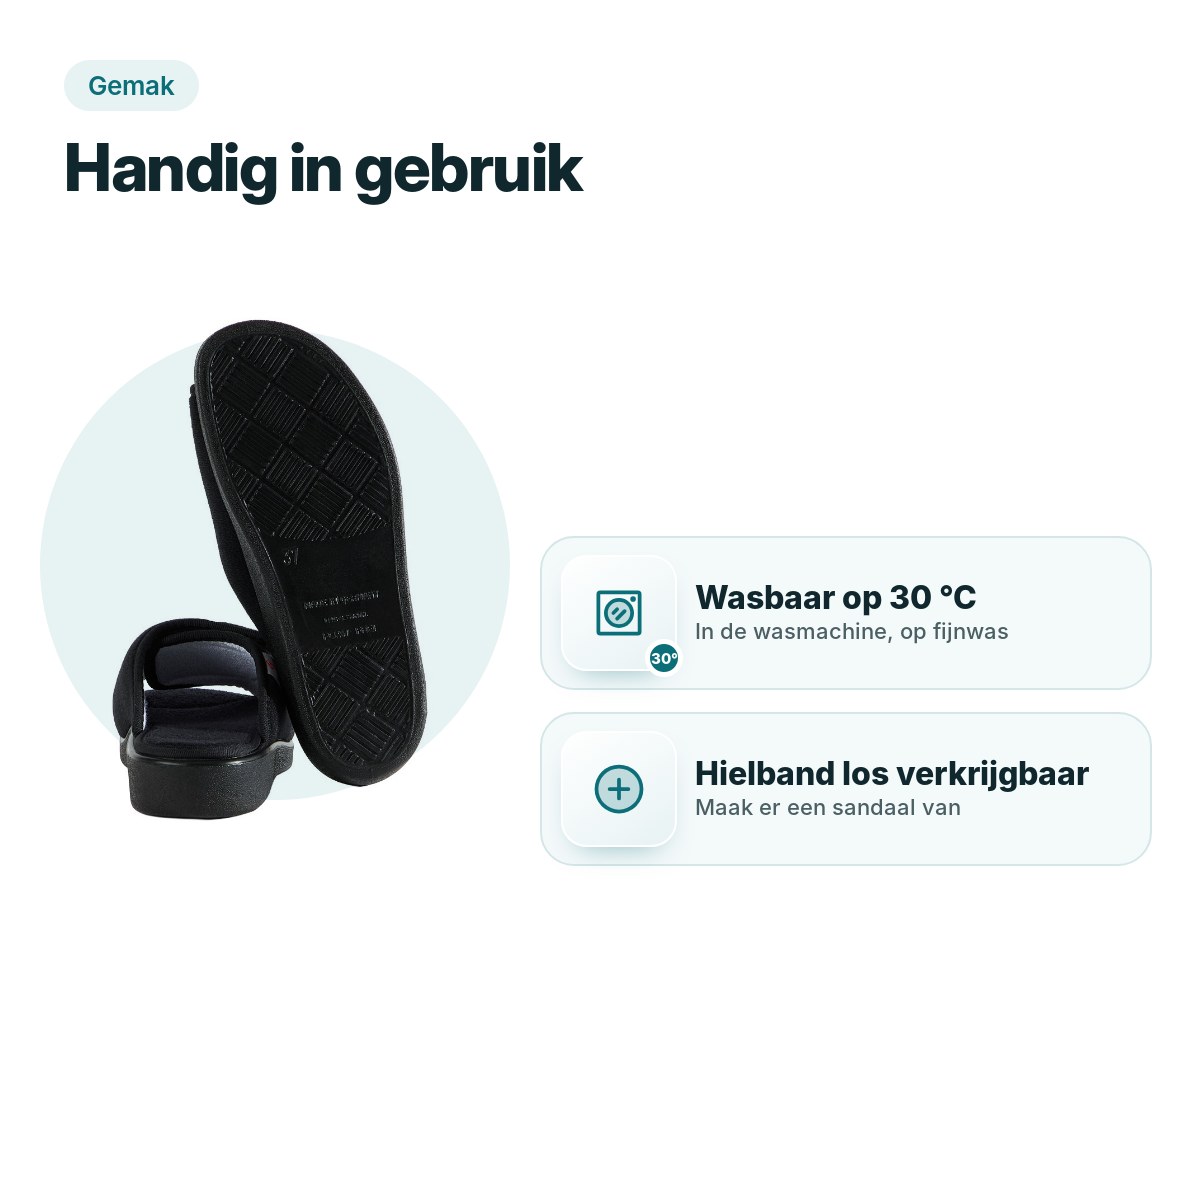 Gemak
Handig in gebruik
Wasbaar op 30 °C
In de wasmachine, op fijnwas
30°
Hielband los verkrijgbaar
Maak er een sandaal van